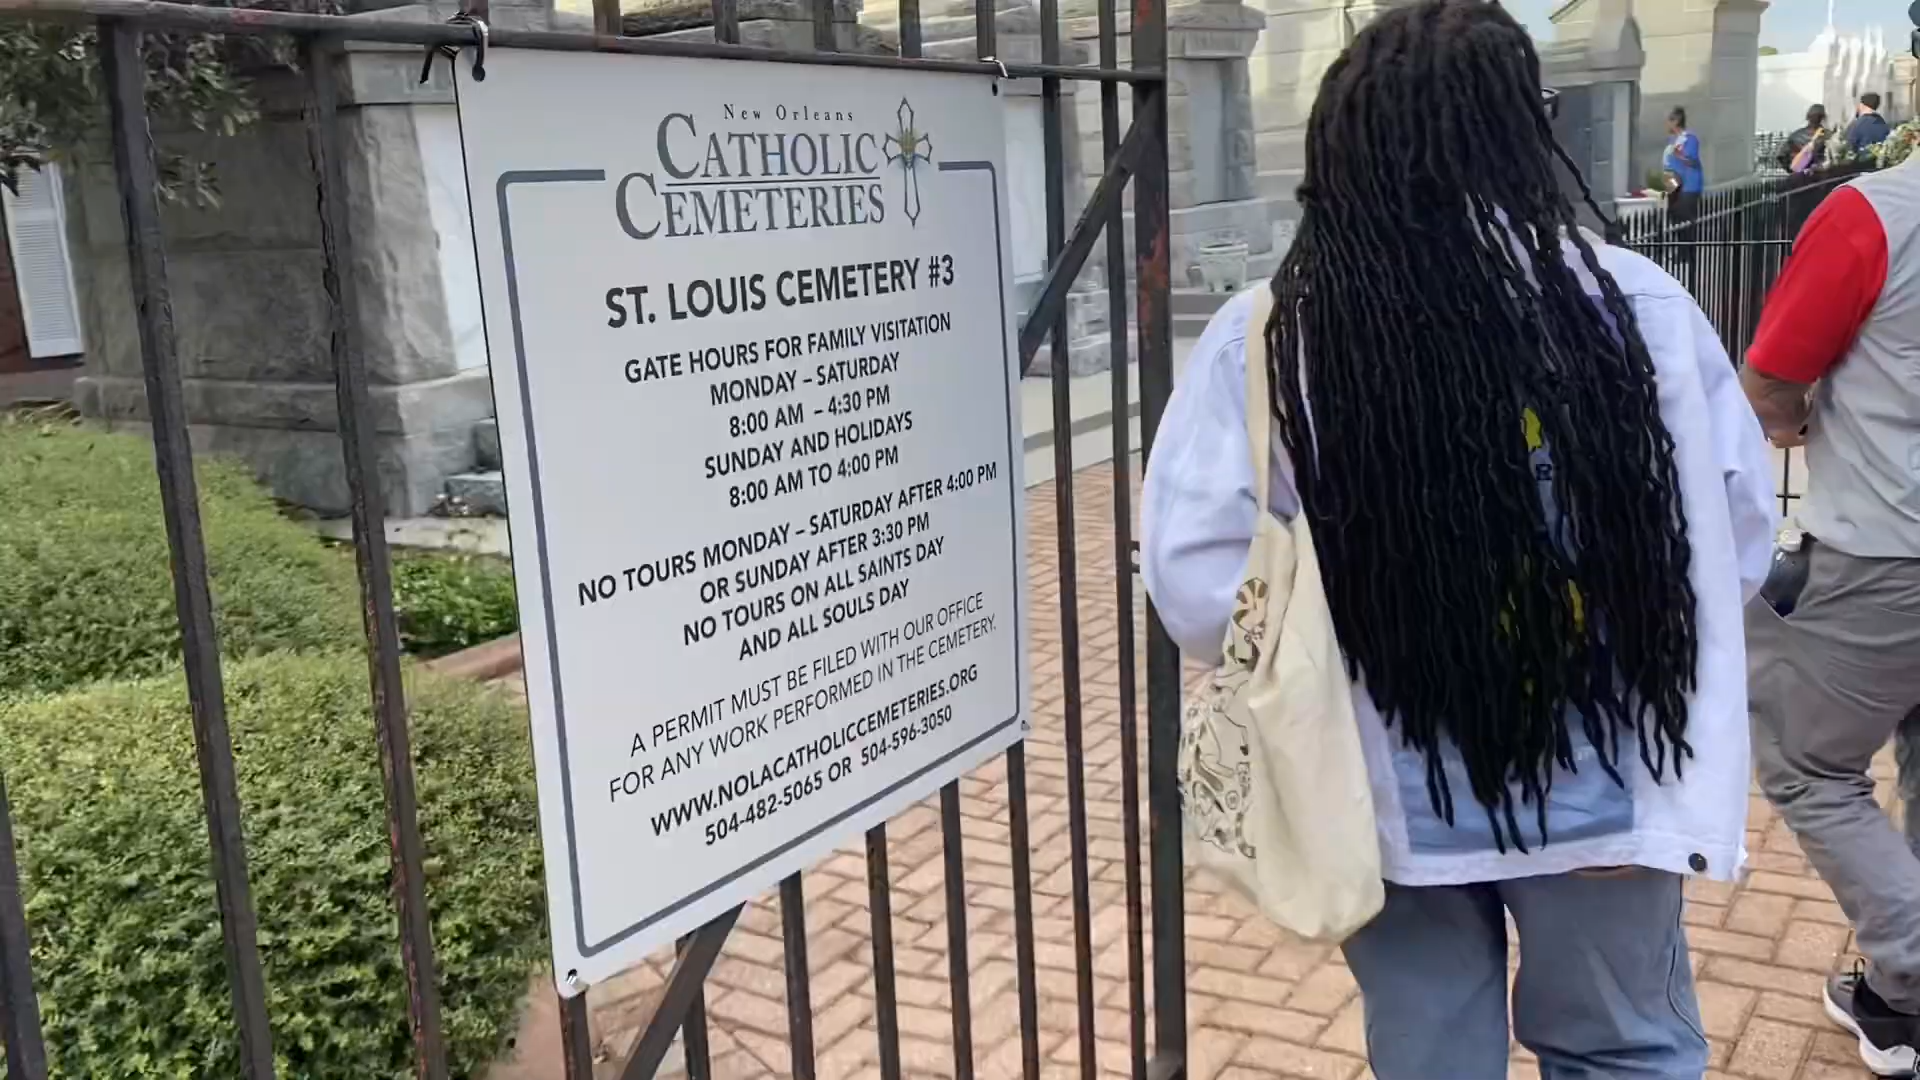 New Orleans
CATHOLIC
CEMETERIES
ST. LOUIS CEMETERY #3
GATE HOURS FOR FAMILY VISITATION
MONDAY – SATURDAY
8:00 AM – 4:30 PM
SUNDAY AND HOLIDAYS
8:00 AM TO 4:00 PM
NO TOURS MONDAY – SATURDAY AFTER 4:00 PM
OR SUNDAY AFTER 3:30 PM
NO TOURS ON ALL SAINTS DAY
AND ALL SOULS DAY
A PERMIT MUST BE FILED WITH OUR OFFICE
FOR ANY WORK PERFORMED IN THE CEMETERY.
WWW.NOLACATHOLICCEMETERIES.ORG
504-482-5065 OR 504-596-3050